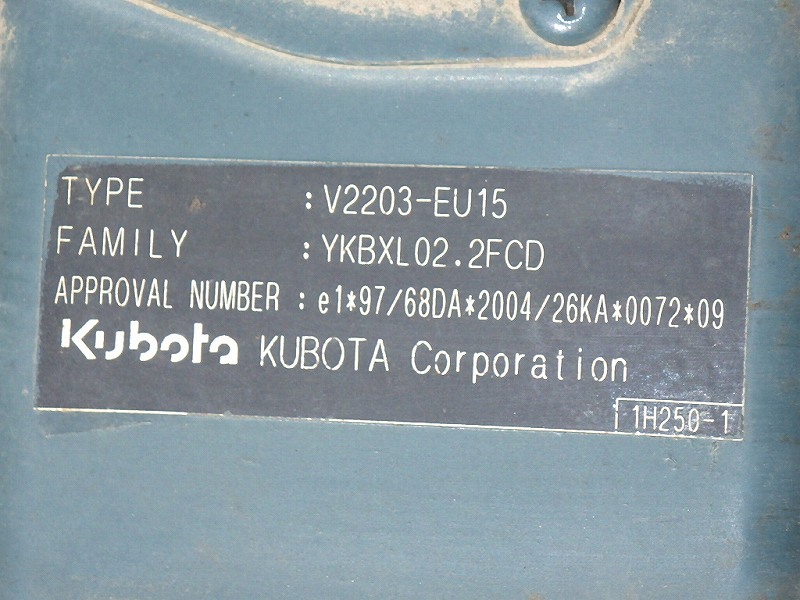 TYPE : V2203-EU15
FAMILY : YKBXL02.2FCD
APPROVAL NUMBER : e1*97/68DA*2004/26KA*0072*09
Kubota KUBOTA Corporation
1H250-1